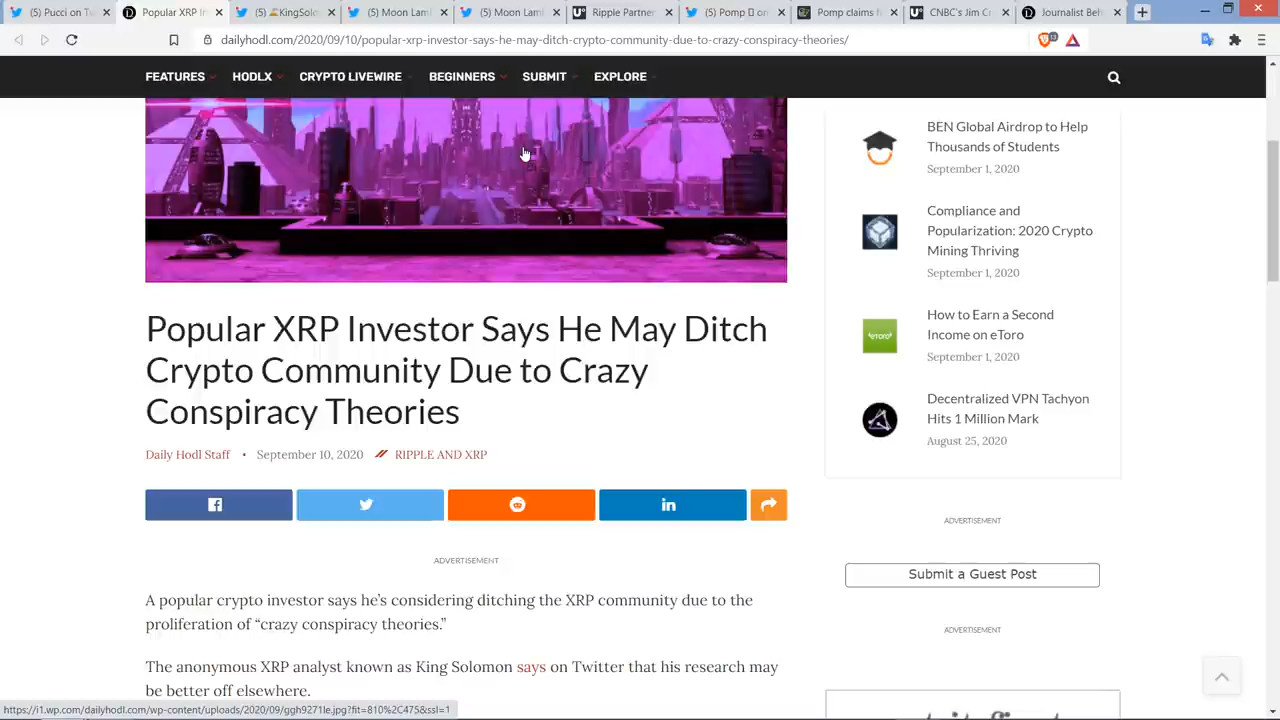 (5) Pucci on Tw
Popular XRP In
(5) KingSolo
(5) Moon Lam
(5) Moon Lam
Ripple Partner
(5) Pomp on
Pomp claims h
CNBC's Jim Cr
Journalist Beh
dailyhodl.com/2020/09/10/popular-xrp-investor-says-he-may-ditch-crypto-community-due-to-crazy-conspiracy-theories/
FEATURES HODLX CRYPTO LIVEWIRE BEGINNERS SUBMIT EXPLORE
BEN Global Airdrop to Help
Thousands of Students
September 1, 2020
Compliance and
Popularization: 2020 Crypto
Mining Thriving
September 1, 2020
How to Earn a Second
Income on eToro
September 1, 2020
Decentralized VPN Tachyon
Hits 1 Million Mark
August 25, 2020
ADVERTISEMENT
Submit a Guest Post
ADVERTISEMENT
Popular XRP Investor Says He May Ditch
Crypto Community Due to Crazy
Conspiracy Theories
Daily Hodl Staff • September 10, 2020 RIPPLE AND XRP
ADVERTISEMENT
A popular crypto investor says he's considering ditching the XRP community due to the
proliferation of “crazy conspiracy theories.”
The anonymous XRP analyst known as King Solomon says on Twitter that his research may
be better off elsewhere.
https://i1.wp.com/dailyhodl.com/wp-content/uploads/2020/09/ggh9271le.jpg?fit=810%2C475&ssl=1